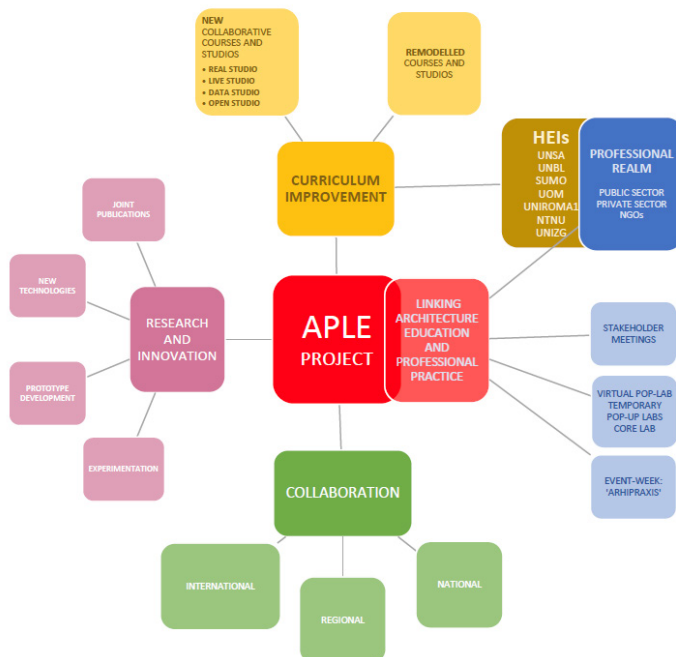 NEW
COLLABORATIVE
COURSES AND
STUDIOS
• REAL STUDIO
• LIVE STUDIO
• DATA STUDIO
• OPEN STUDIO
REMODELLED
COURSES AND
STUDIOS
CURRICULUM
IMPROVEMENT
HEIs
UNSA
UNBL
SUMO
UOM
UNIROMA1
NTNU
UNIZG
PROFESSIONAL
REALM
PUBLIC SECTOR
PRIVATE SECTOR
NGOs
JOINT
PUBLICATIONS
NEW
TECHNOLOGIES
PROTOTYPE
DEVELOPMENT
EXPERIMENTATION
RESEARCH
AND
INNOVATION
APLE
PROJECT
LINKING
ARCHITECTURE
EDUCATION
AND
PROFESSIONAL
PRACTICE
STAKEHOLDER
MEETINGS
VIRTUAL POP-LAB
TEMPORARY
POP-UP LABS
CORE LAB
EVENT-WEEK:
'ARHIPRAXIS'
COLLABORATION
INTERNATIONAL
REGIONAL
NATIONAL